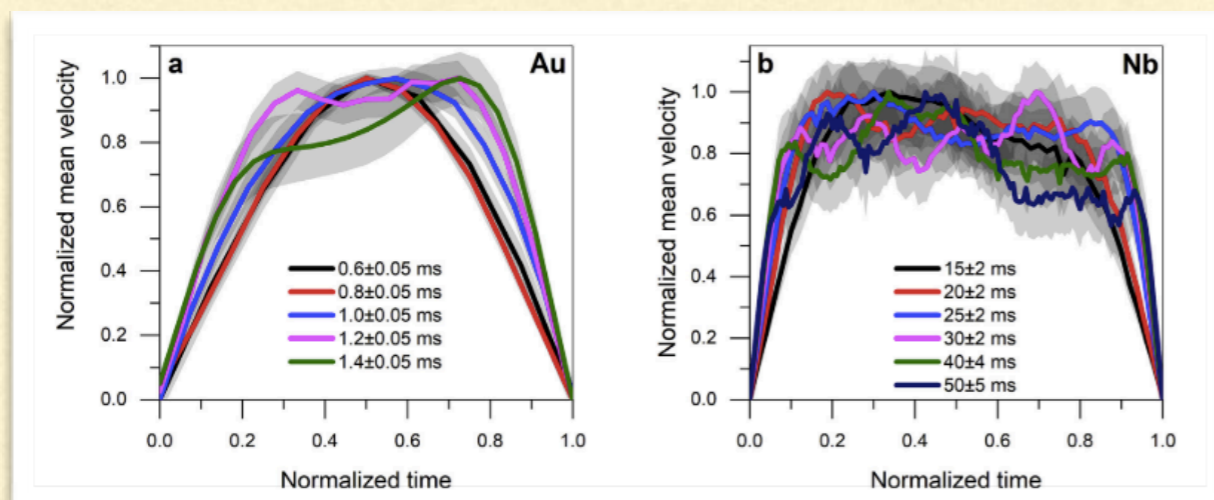 a
Au
1.0
0.8
0.6
0.4
0.2
0.0
Normalized mean velocity
0.6±0.05 ms
0.8±0.05 ms
1.0±0.05 ms
1.2±0.05 ms
1.4±0.05 ms
0.0 0.2 0.4 0.6 0.8 1.0
Normalized time
b
Nb
1.0
0.8
0.6
0.4
0.2
0.0
Normalized mean velocity
15±2 ms
20±2 ms
25±2 ms
30±2 ms
40±4 ms
50±5 ms
0.0 0.2 0.4 0.6 0.8 1.0
Normalized time